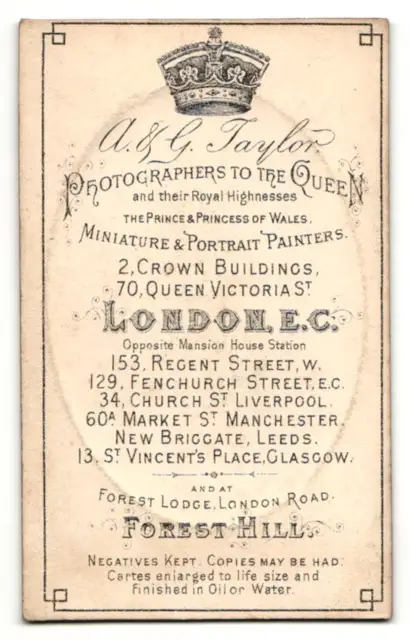 A. & G. Taylor.
PHOTOGRAPHERS TO THE QUEEN
and their Royal Highnesses
THE PRINCE & PRINCESS OF WALES.
MINIATURE & PORTRAIT PAINTERS.
2, CROWN BUILDINGS,
70, QUEEN VICTORIA ST
LONDON, E.C.
Opposite Mansion House Station
153, REGENT STREET, W.
129, FENCHURCH STREET, E.C.
34, CHURCH ST LIVERPOOL.
60A MARKET ST MANCHESTER.
NEW BRIGGATE, LEEDS.
13, ST VINCENT'S PLACE, GLASGOW.
AND AT
FOREST LODGE, LONDON ROAD.
FOREST HILL.
NEGATIVES KEPT. COPIES MAY BE HAD.
Cartes enlarged to life size and
finished in Oil or Water.